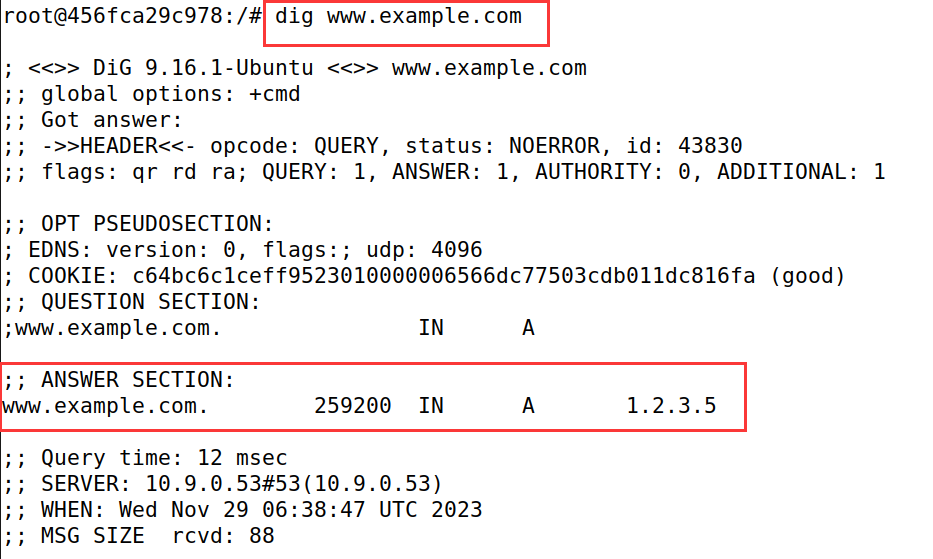 root@456fca29c978:/# dig www.example.com
; <<>> DiG 9.16.1-Ubuntu <<>> www.example.com
;; global options: +cmd
;; Got answer:
;; ->>HEADER<<- opcode: QUERY, status: NOERROR, id: 43830
;; flags: qr rd ra; QUERY: 1, ANSWER: 1, AUTHORITY: 0, ADDITIONAL: 1
;; OPT PSEUDOSECTION:
; EDNS: version: 0, flags:; udp: 4096
; COOKIE: c64bc6c1ceff9523010000006566dc77503cdb011dc816fa (good)
;; QUESTION SECTION:
;www.example.com. IN A
;; ANSWER SECTION:
www.example.com. 259200 IN A 1.2.3.5
;; Query time: 12 msec
;; SERVER: 10.9.0.53#53(10.9.0.53)
;; WHEN: Wed Nov 29 06:38:47 UTC 2023
;; MSG SIZE rcvd: 88